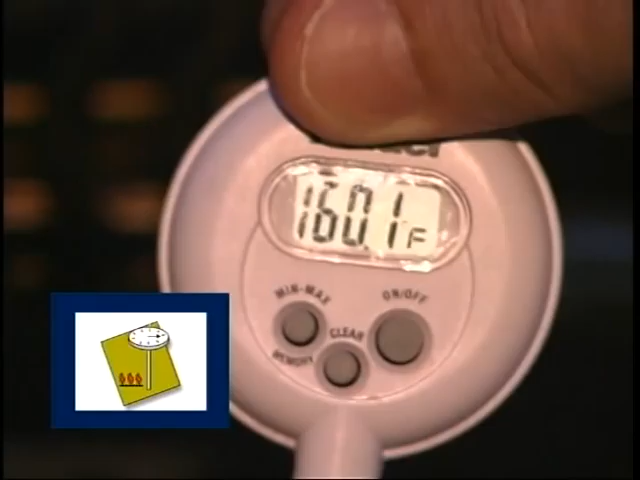 160.1 F
MIN-MAX
ON/OFF
CLEAR
MEMORY